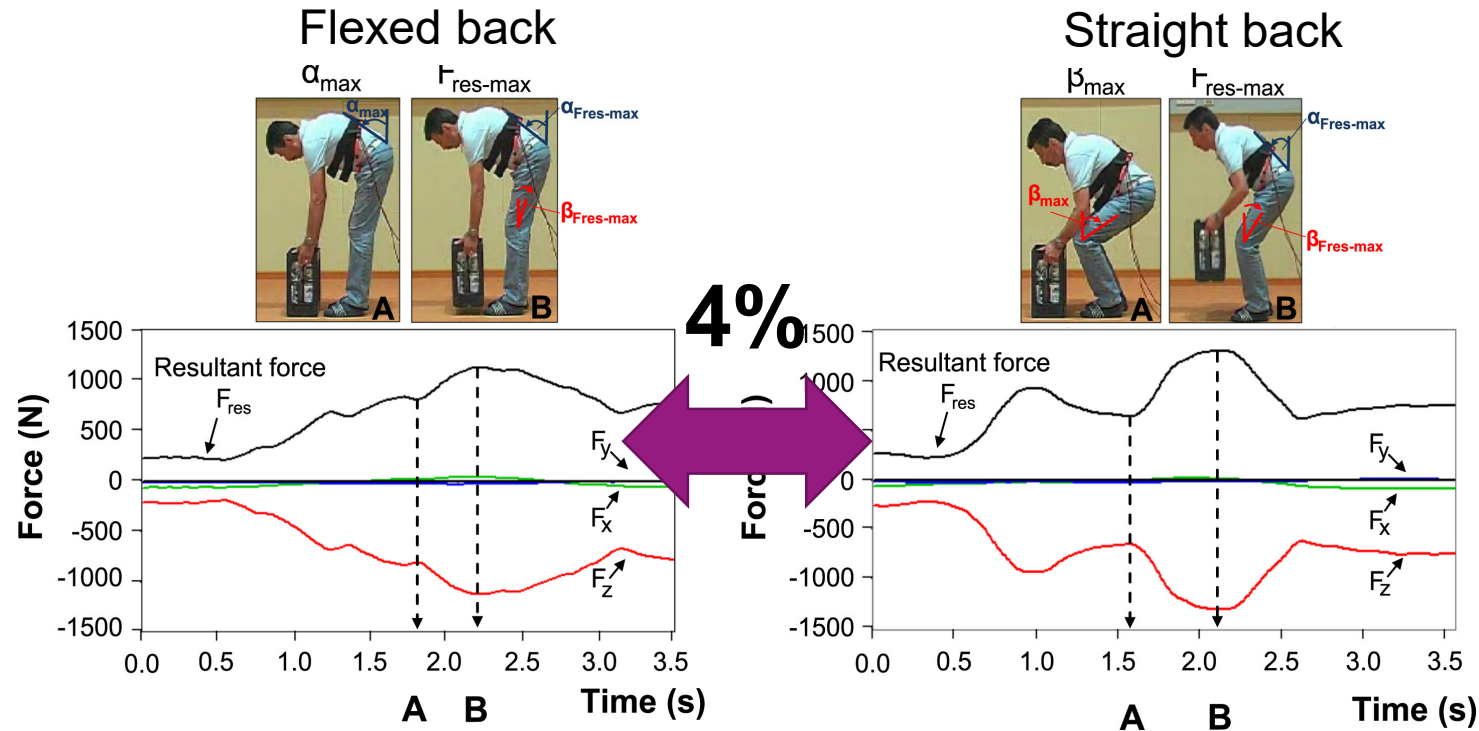 Flexed back
αmax
Fres-max
αmax
αFres-max
βFres-max
A
B
1500
1000
500
0
-500
-1000
-1500
Force (N)
Resultant force
Fres
Fy
Fx
Fz
0.0 0.5 1.0 1.5 2.0 2.5 3.0 3.5
A B
Time (s)
4%
Straight back
βmax
Fres-max
βmax
αFres-max
βFres-max
A
B
1500
1000
500
0
-500
-1000
-1500
Resultant force
Fres
Fy
Fx
Fz
0.0 0.5 1.0 1.5 2.0 2.5 3.0 3.5
A B
Time (s)